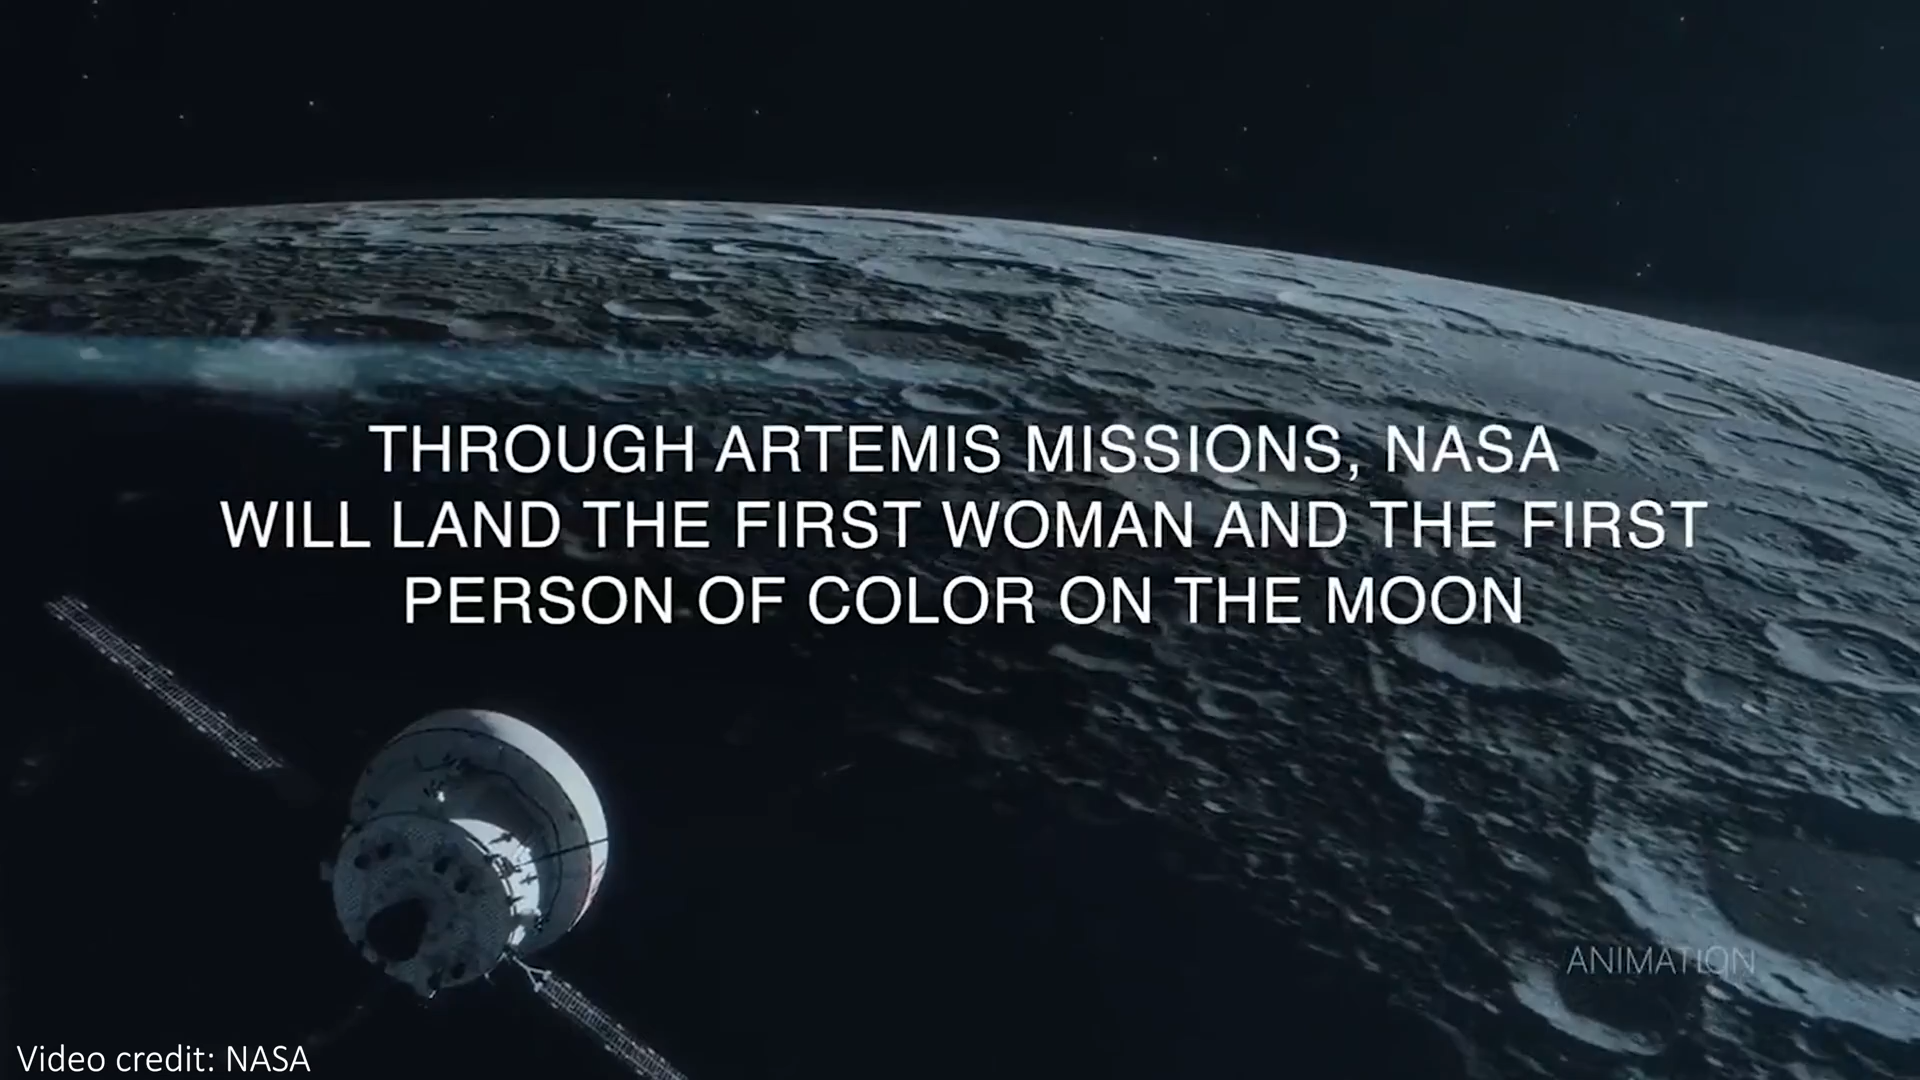 THROUGH ARTEMIS MISSIONS, NASA
WILL LAND THE FIRST WOMAN AND THE FIRST
PERSON OF COLOR ON THE MOON
ANIMATION
Video credit: NASA